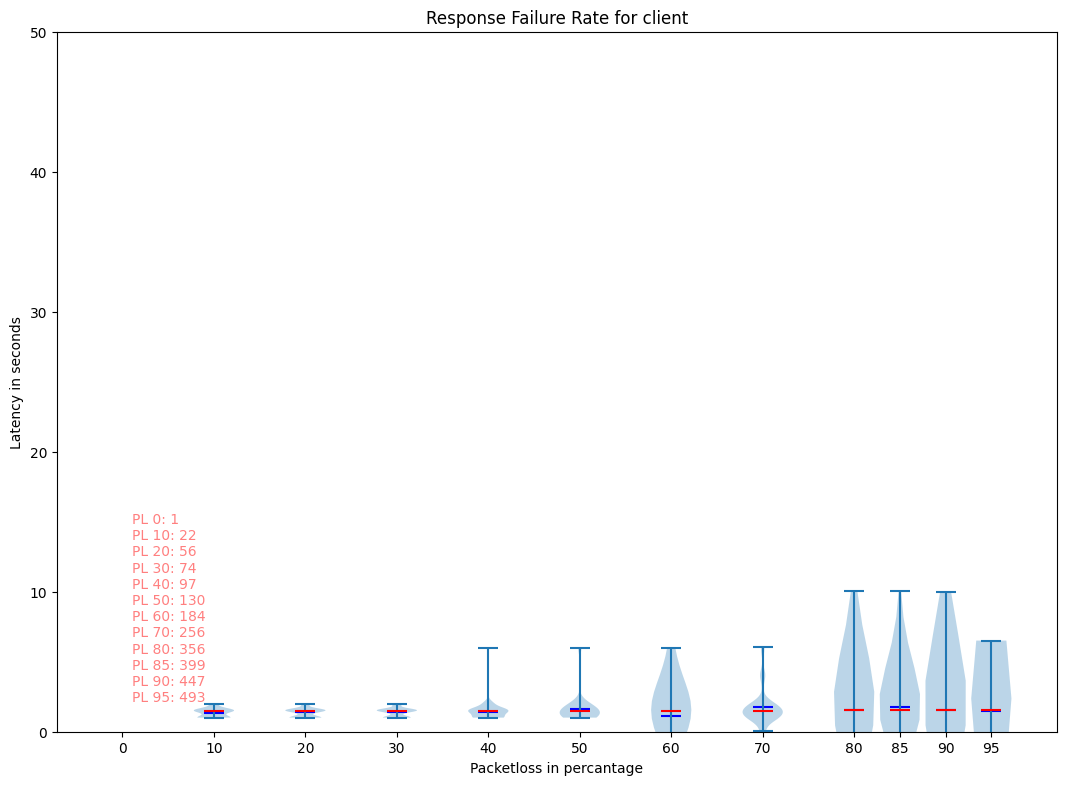 Response Failure Rate for client
50
40
30
20
10
0
Latency in seconds
PL 0: 1
PL 10: 22
PL 20: 56
PL 30: 74
PL 40: 97
PL 50: 130
PL 60: 184
PL 70: 256
PL 80: 356
PL 85: 399
PL 90: 447
PL 95: 493
0 10 20 30 40 50 60 70 80 85 90 95
Packetloss in percantage